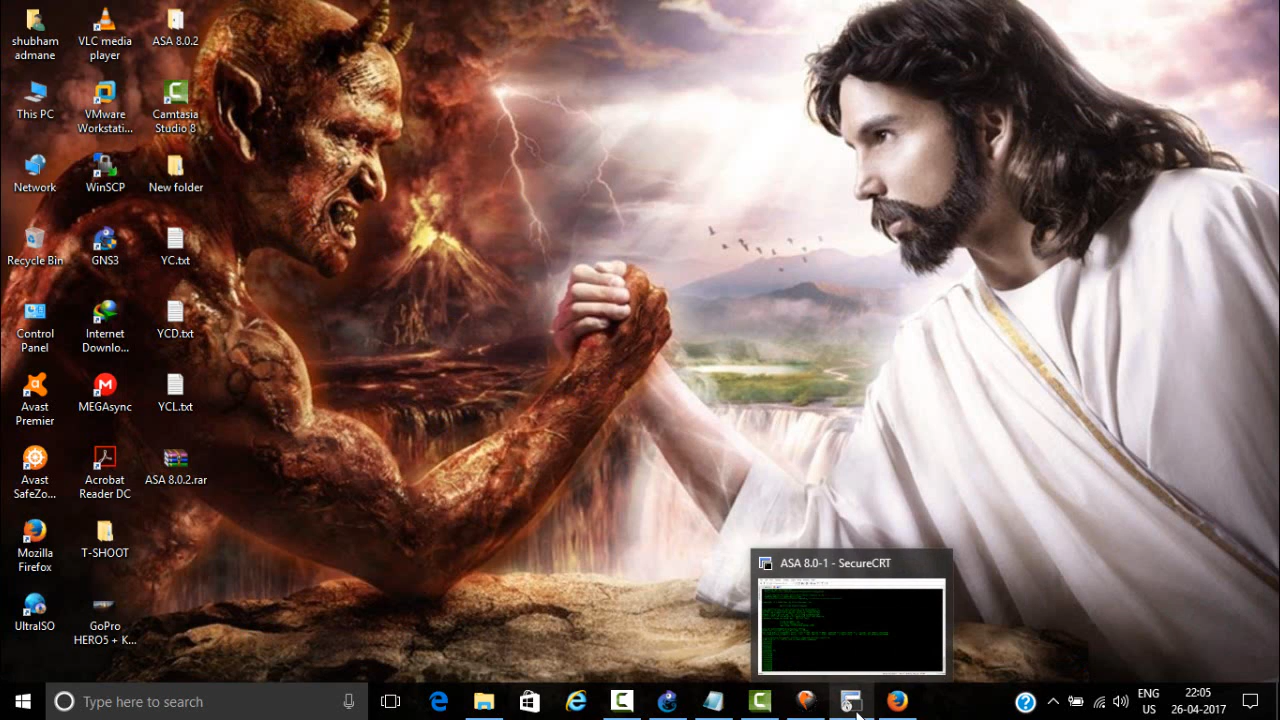 shubham
admane
VLC media
player
ASA 8.0.2
This PC
VMware
Workstati...
Camtasia
Studio 8
Network
WinSCP
New folder
Recycle Bin
GNS3
YC.txt
Control
Panel
Internet
Downlo...
YCD.txt
Avast
Premier
MEGAsync
YCL.txt
Avast
SafeZo...
Acrobat
Reader DC
ASA 8.0.2.rar
Mozilla
Firefox
T-SHOOT
UltraISO
GoPro
HERO5 + K...
ASA 8.0-1 - SecureCRT
Type here to search
ENG
US
22:05
26-04-2017